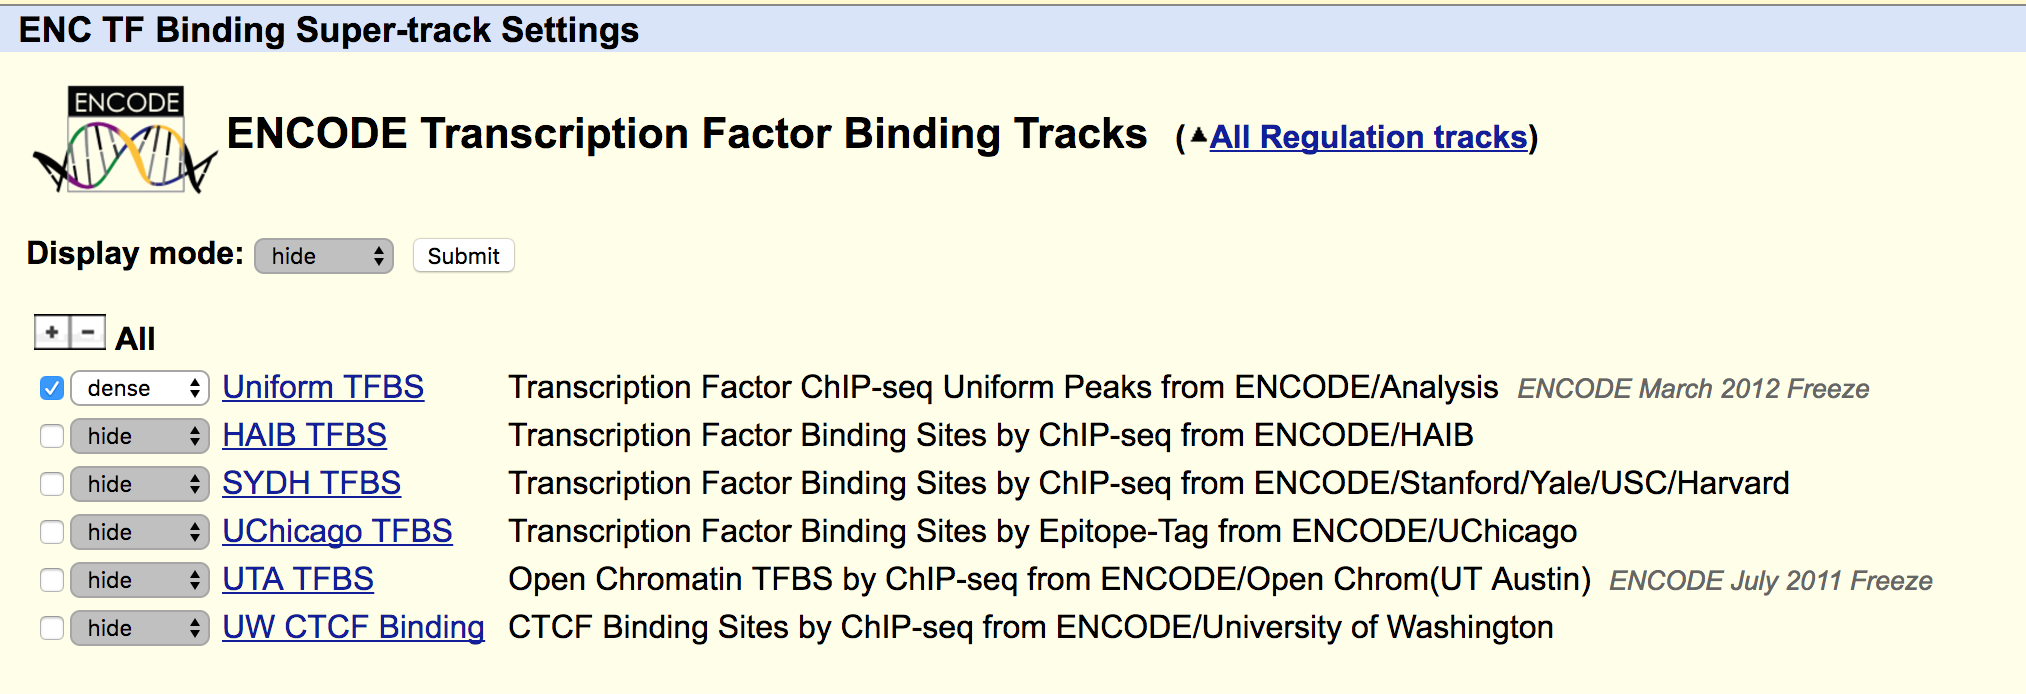 ENC TF Binding Super-track Settings
ENCODE
ENCODE Transcription Factor Binding Tracks (▲All Regulation tracks)
Display mode: hide Submit
+ - All
dense Uniform TFBS Transcription Factor ChIP-seq Uniform Peaks from ENCODE/Analysis ENCODE March 2012 Freeze
hide HAIB TFBS Transcription Factor Binding Sites by ChIP-seq from ENCODE/HAIB
hide SYDH TFBS Transcription Factor Binding Sites by ChIP-seq from ENCODE/Stanford/Yale/USC/Harvard
hide UChicago TFBS Transcription Factor Binding Sites by Epitope-Tag from ENCODE/UChicago
hide UTA TFBS Open Chromatin TFBS by ChIP-seq from ENCODE/Open Chrom(UT Austin) ENCODE July 2011 Freeze
hide UW CTCF Binding CTCF Binding Sites by ChIP-seq from ENCODE/University of Washington